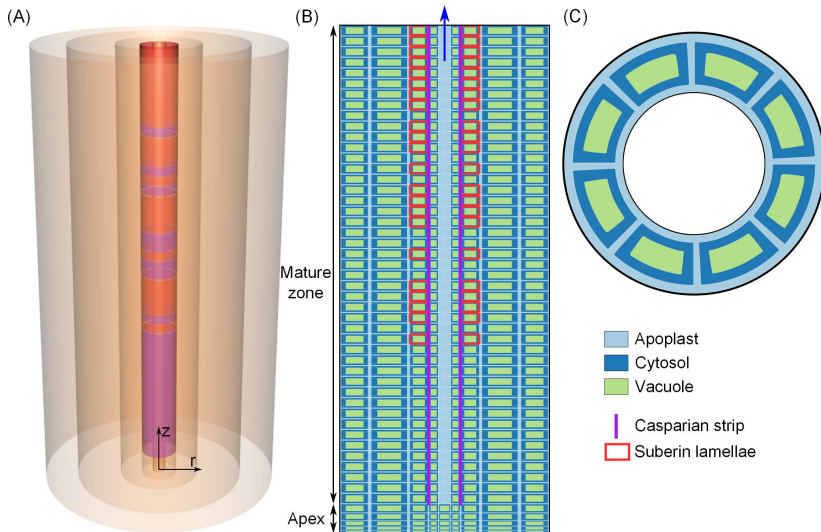 (A)
(B)
(C)
Mature
zone
Apex
z
r
Apoplast
Cytosol
Vacuole
Casparian strip
Suberin lamellae